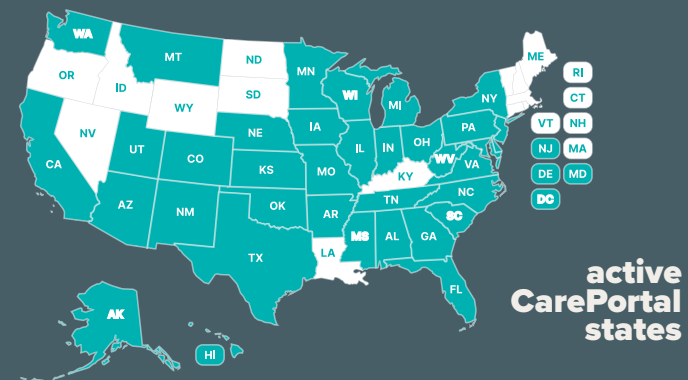 WA
MT
ND
MN
OR
ID
SD
WI
WY
MI
ME
RI
CT
NY
NV
NE
IA
PA
VT
NH
UT
CO
IL
IN
OH
NJ
MA
CA
KS
MO
WV
VA
KY
DE
MD
AZ
NM
OK
AR
TN
NC
DC
TX
LA
MS
AL
GA
SC
FL
AK
HI
active
CarePortal
states